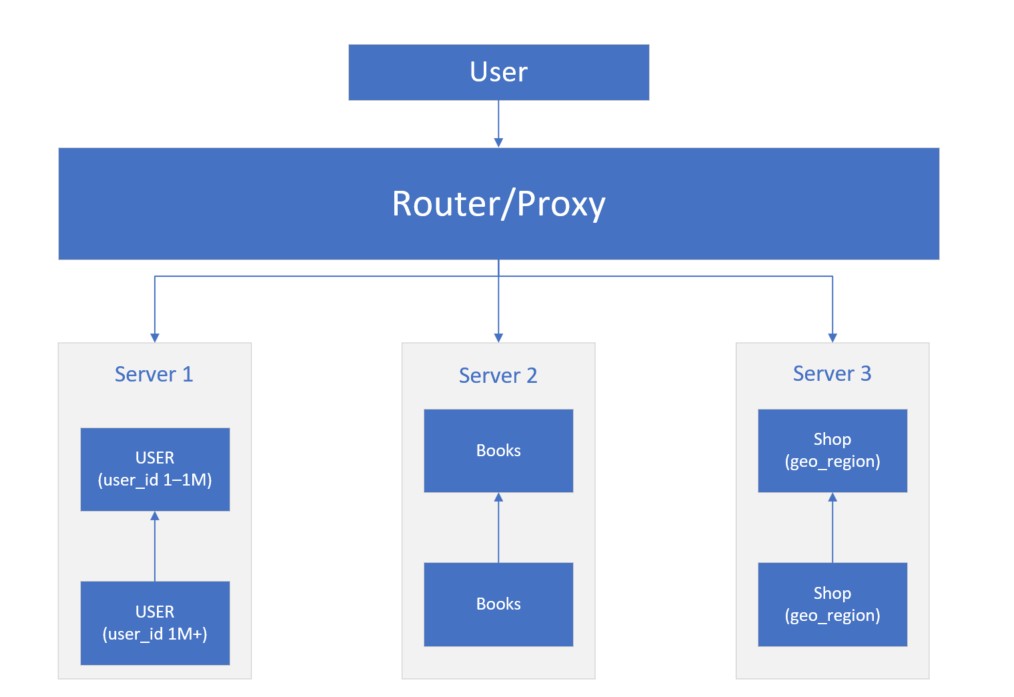 User
Router/Proxy
Server 1
USER
(user_id 1–1M)
USER
(user_id 1M+)
Server 2
Books
Books
Server 3
Shop
(geo_region)
Shop
(geo_region)